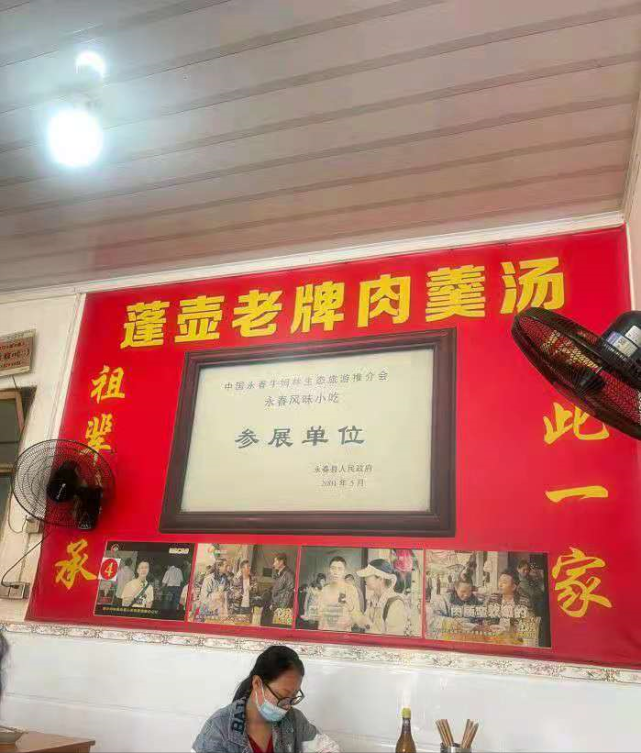 蓬壶老牌肉羹汤
祖辈
承
此一家
中国永春牛姆林生态旅游推介会
永春风味小吃
参展单位
永春县人民政府
2004年5月
4